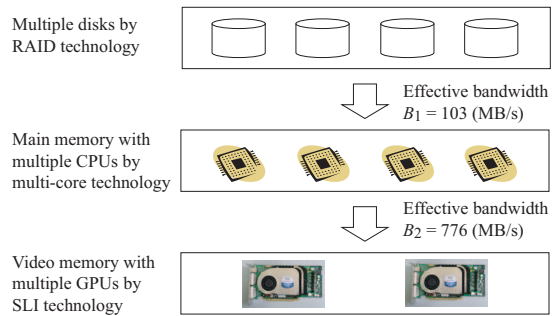 Multiple disks by
RAID technology
Effective bandwidth
B1 = 103 (MB/s)
Main memory with
multiple CPUs by
multi-core technology
Effective bandwidth
B2 = 776 (MB/s)
Video memory with
multiple GPUs by
SLI technology